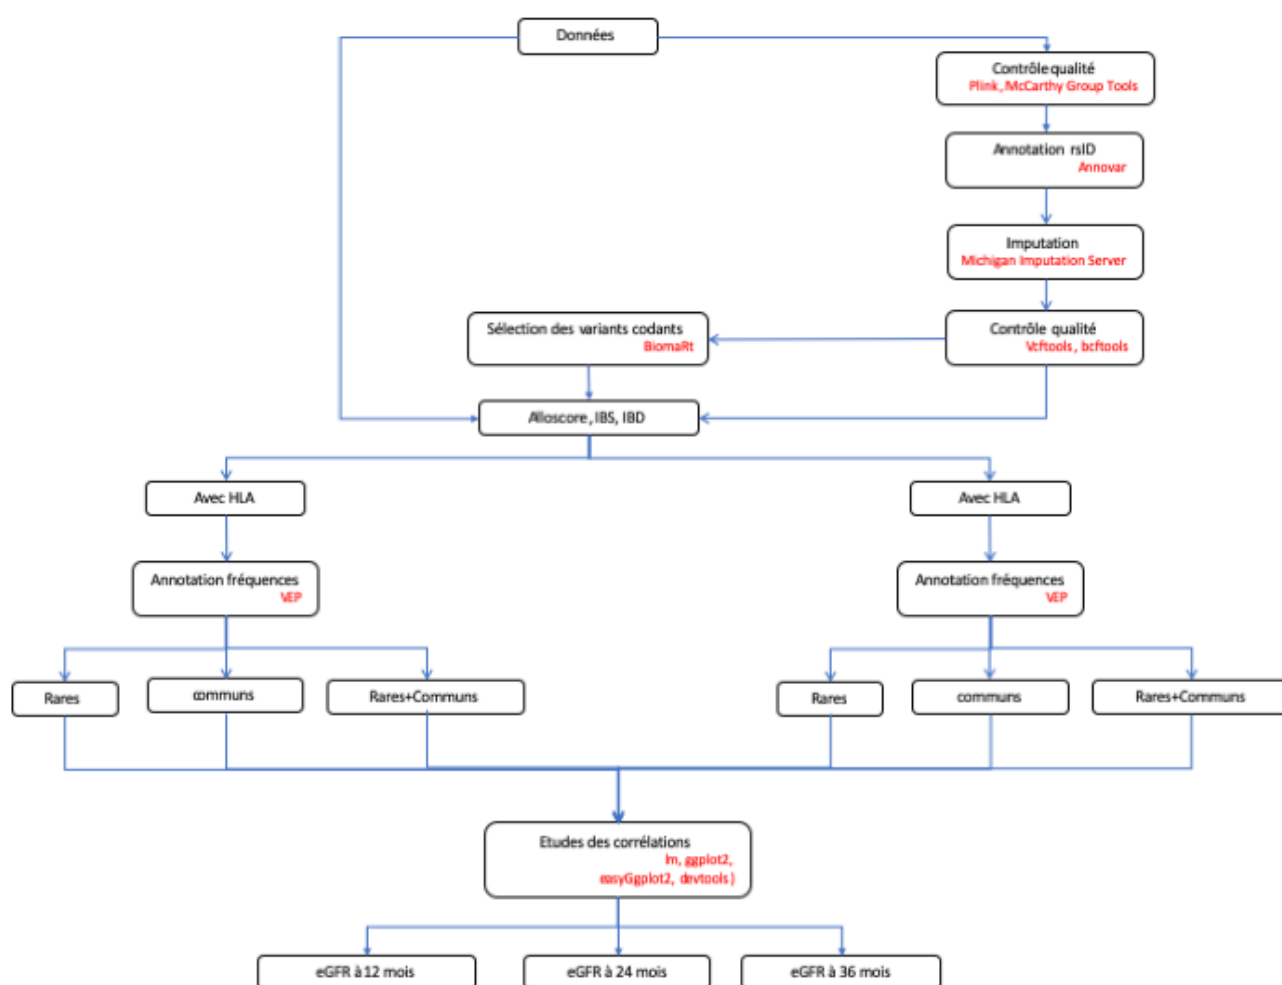 Données
Contrôle qualité
Plink, McCarthy Group Tools
Annotation rsID
Annovar
Imputation
Michigan Imputation Server
Sélection des variants codants
BiomaRt
Contrôle qualité
Vcftools, bcftools
Alloscore, IBS, IBD
Avec HLA
Avec HLA
Annotation fréquences
VEP
Annotation fréquences
VEP
Rares
communs
Rares+Communs
Rares
communs
Rares+Communs
Etudes des corrélations
lm, ggplot2,
easyGgplot2, devtools)
eGFR à 12 mois
eGFR à 24 mois
eGFR à 36 mois